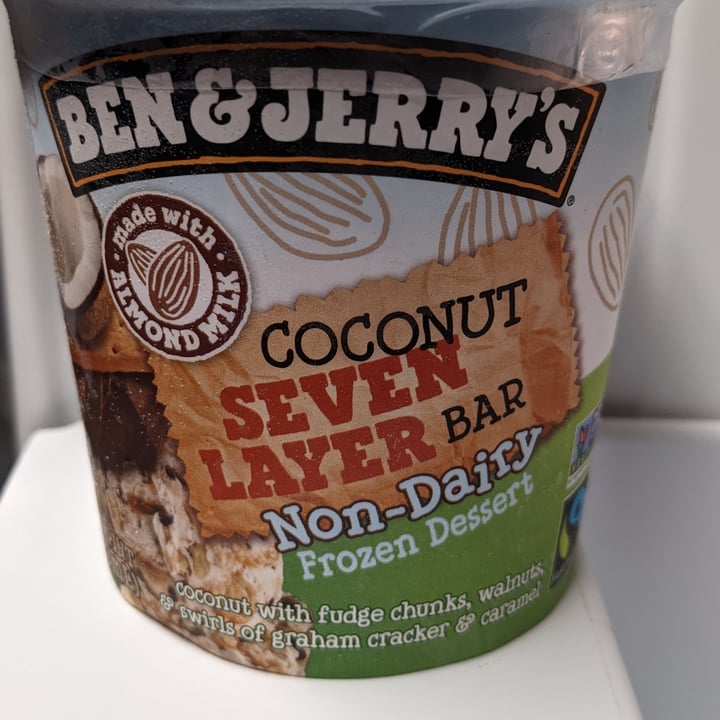 BEN & JERRY'S
®
made with
ALMOND MILK
COCONUT
SEVEN
LAYER BAR
Non-Dairy
Frozen Dessert
coconut with fudge chunks, walnuts,
& swirls of graham cracker & caramel